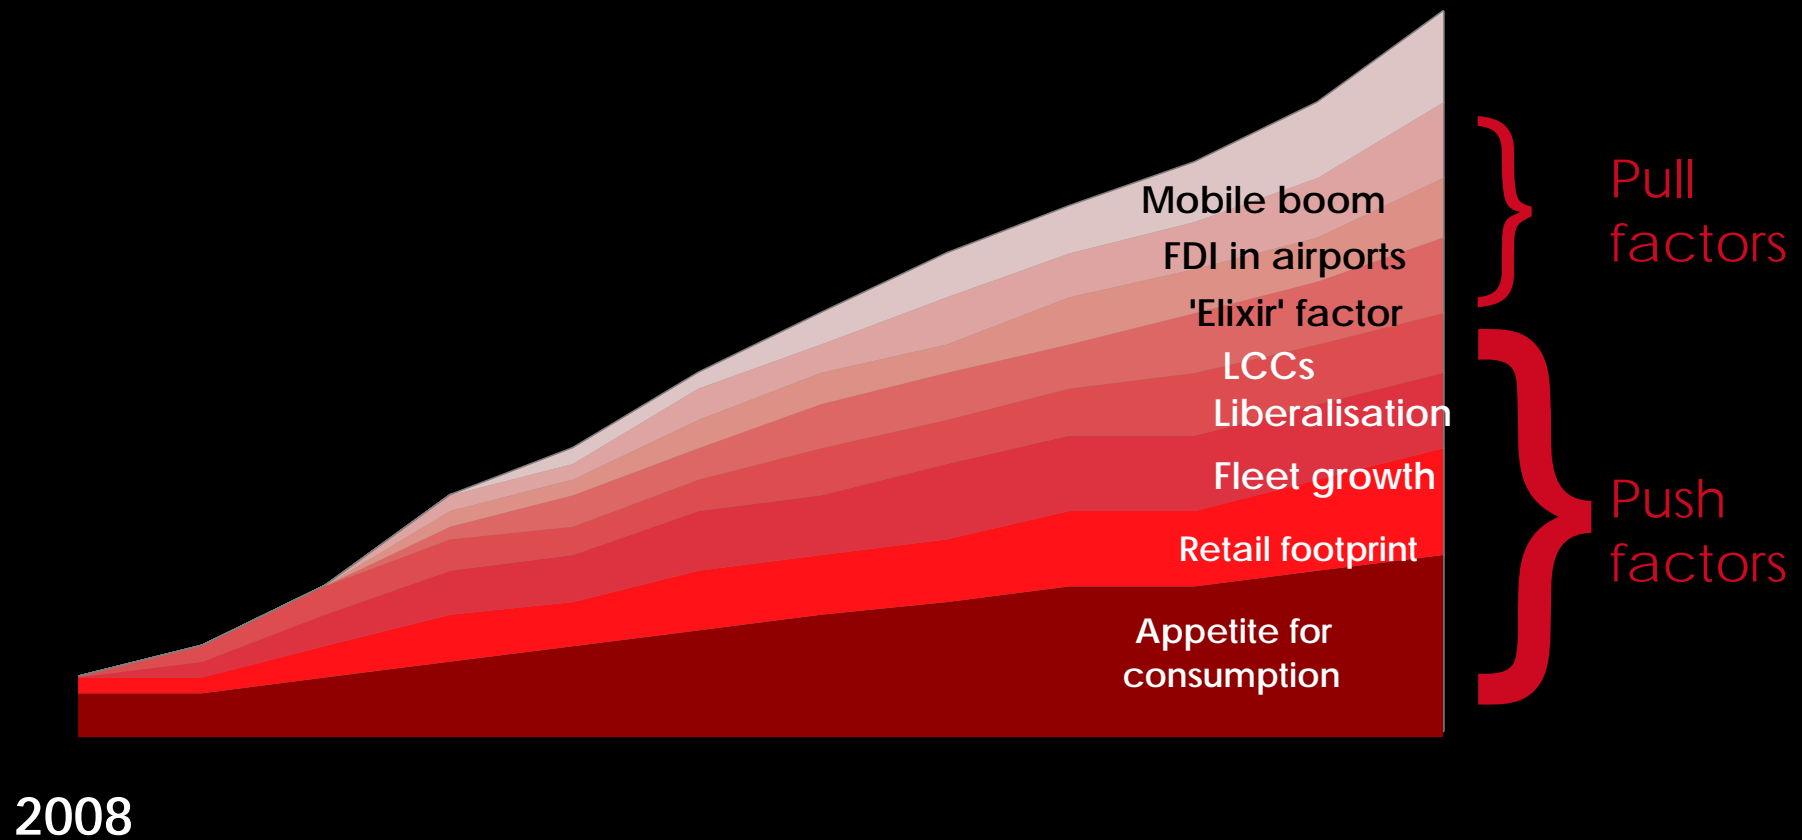 Mobile boom
FDI in airports
'Elixir' factor
LCCs
Liberalisation
Fleet growth
Retail footprint
Appetite for
consumption
Pull
factors
Push
factors
2008